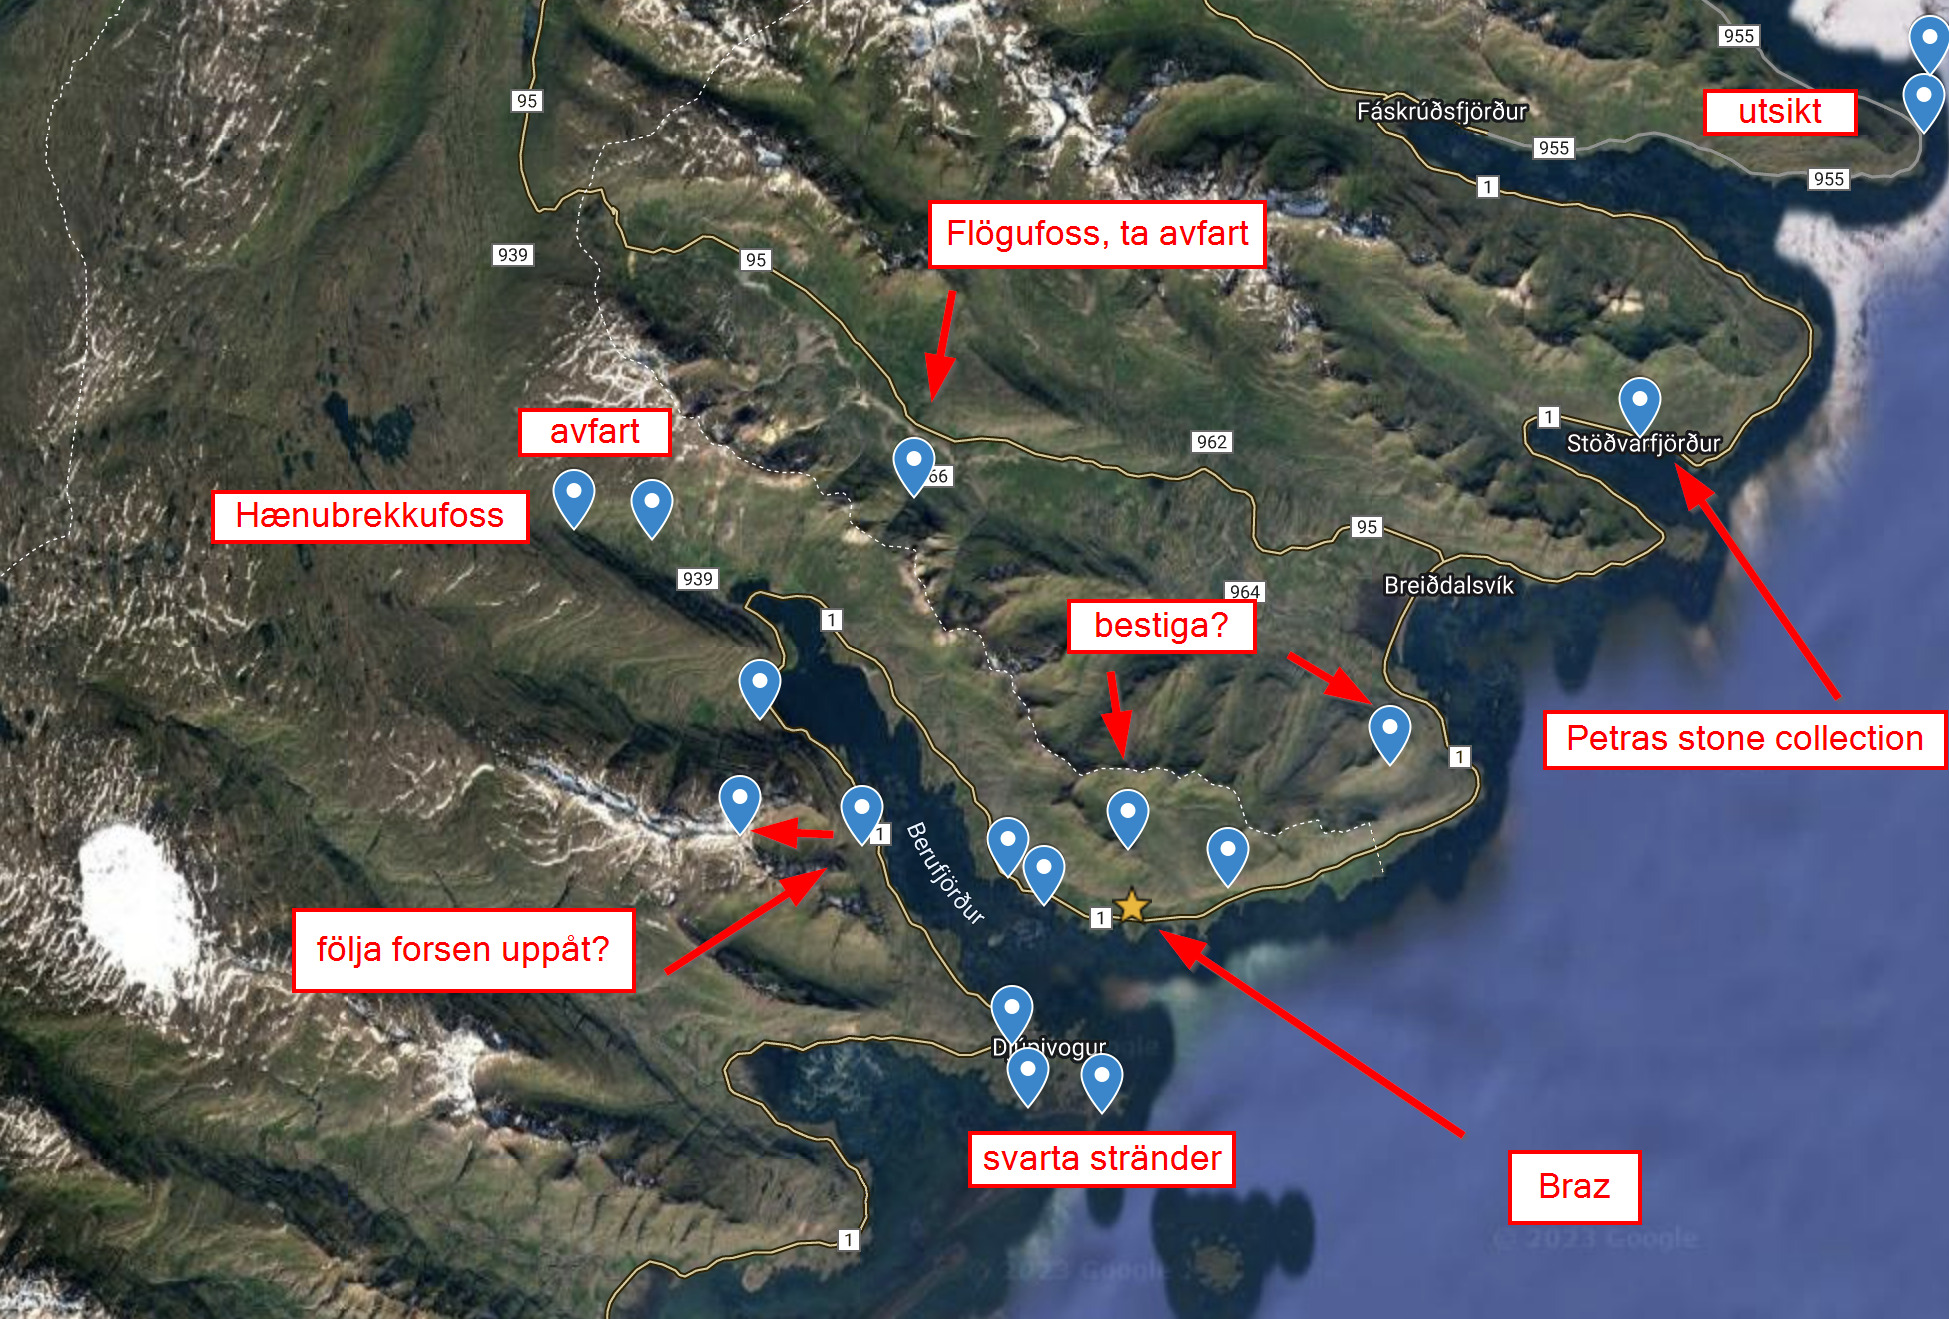 955
95
Fáskrúðsfjörður
utsikt
955
955
1
Flögufoss, ta avfart
939
95
avfart
1
962
Stöðvarfjörður
66
Hænubrekkufoss
95
939
Breiðdalsvík
964
1
bestiga?
Petras stone collection
1
1
Berufjörður
1
följa forsen uppåt?
Djúpivogur
svarta stränder
Braz
1
© 2023 Google
2023 Google